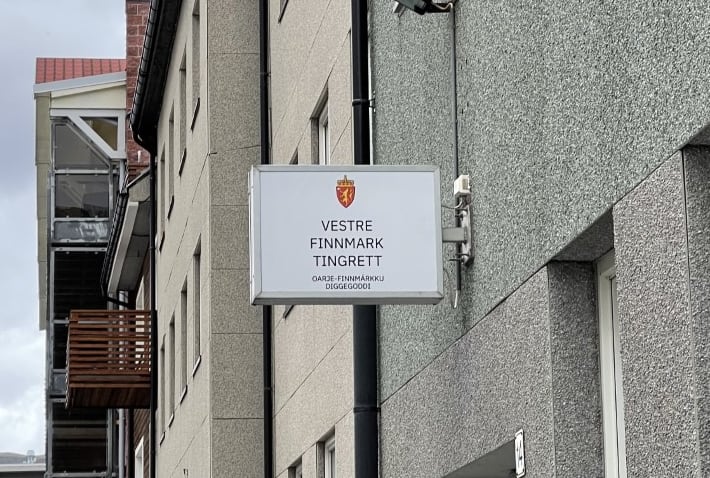 VESTRE
FINNMARK
TINGRETT
OARJE-FINNMÁRKKU
DIGGEGODDI